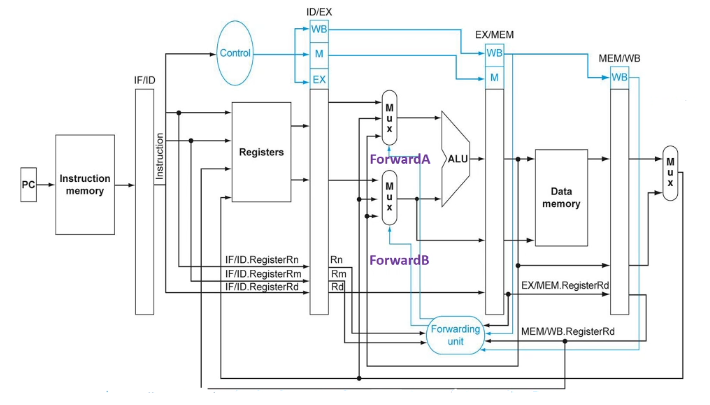 ID/EX
WB
EX/MEM
Control
M
WB
MEM/WB
IF/ID
EX
M
WB
Mux
Instruction
Registers
ForwardA
ALU
Mux
PC
Instruction
memory
Mux
Data
memory
ForwardB
IF/ID.RegisterRn
Rn
IF/ID.RegisterRm
Rm
IF/ID.RegisterRd
Rd
EX/MEM.RegisterRd
Forwarding
unit
MEM/WB.RegisterRd